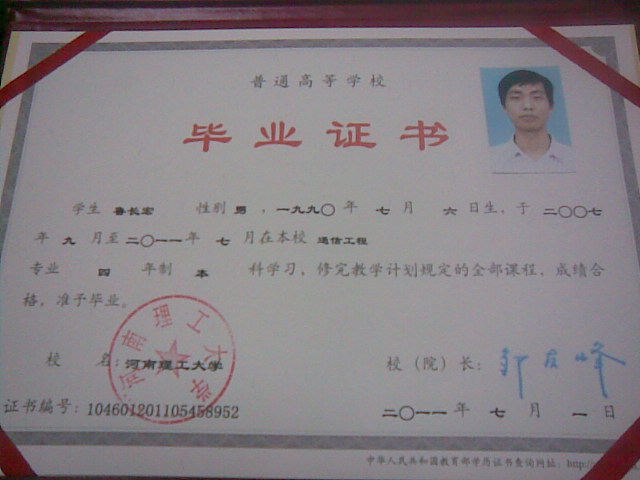 普通高等学校
毕业证书
学生 鲁长宏 性别 男 ，一九九〇年 七 月 六 日生，于 二〇〇七
年 九 月至 二〇一一 年 七 月在本校 通信工程
专业 四 年制 本 科学习，修完教学计划规定的全部课程，成绩合
格，准予毕业。
校 名：河南理工大学 校（院）长：邹友峰
河南理工大学
证书编号：104601201105458952 二〇一一 年 七 月 一 日
中华人民共和国教育部学历证书查询网址：http://